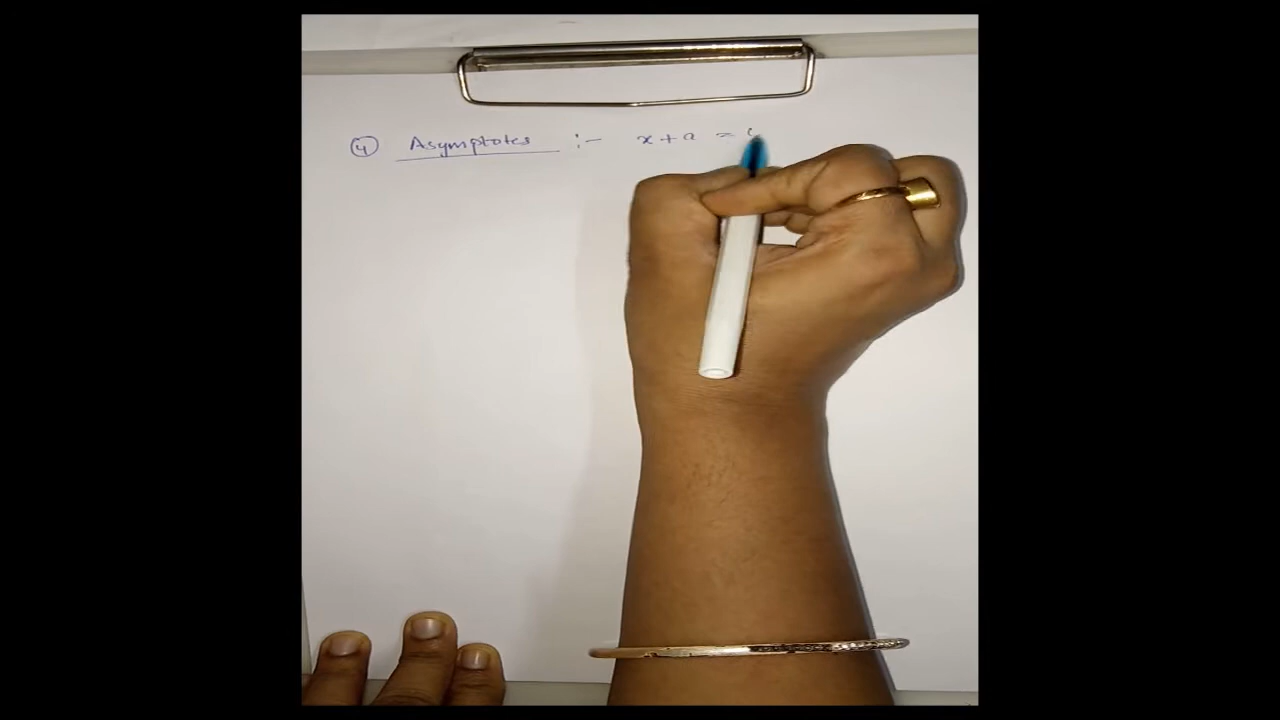 ④ Asymptotes :- x + a =